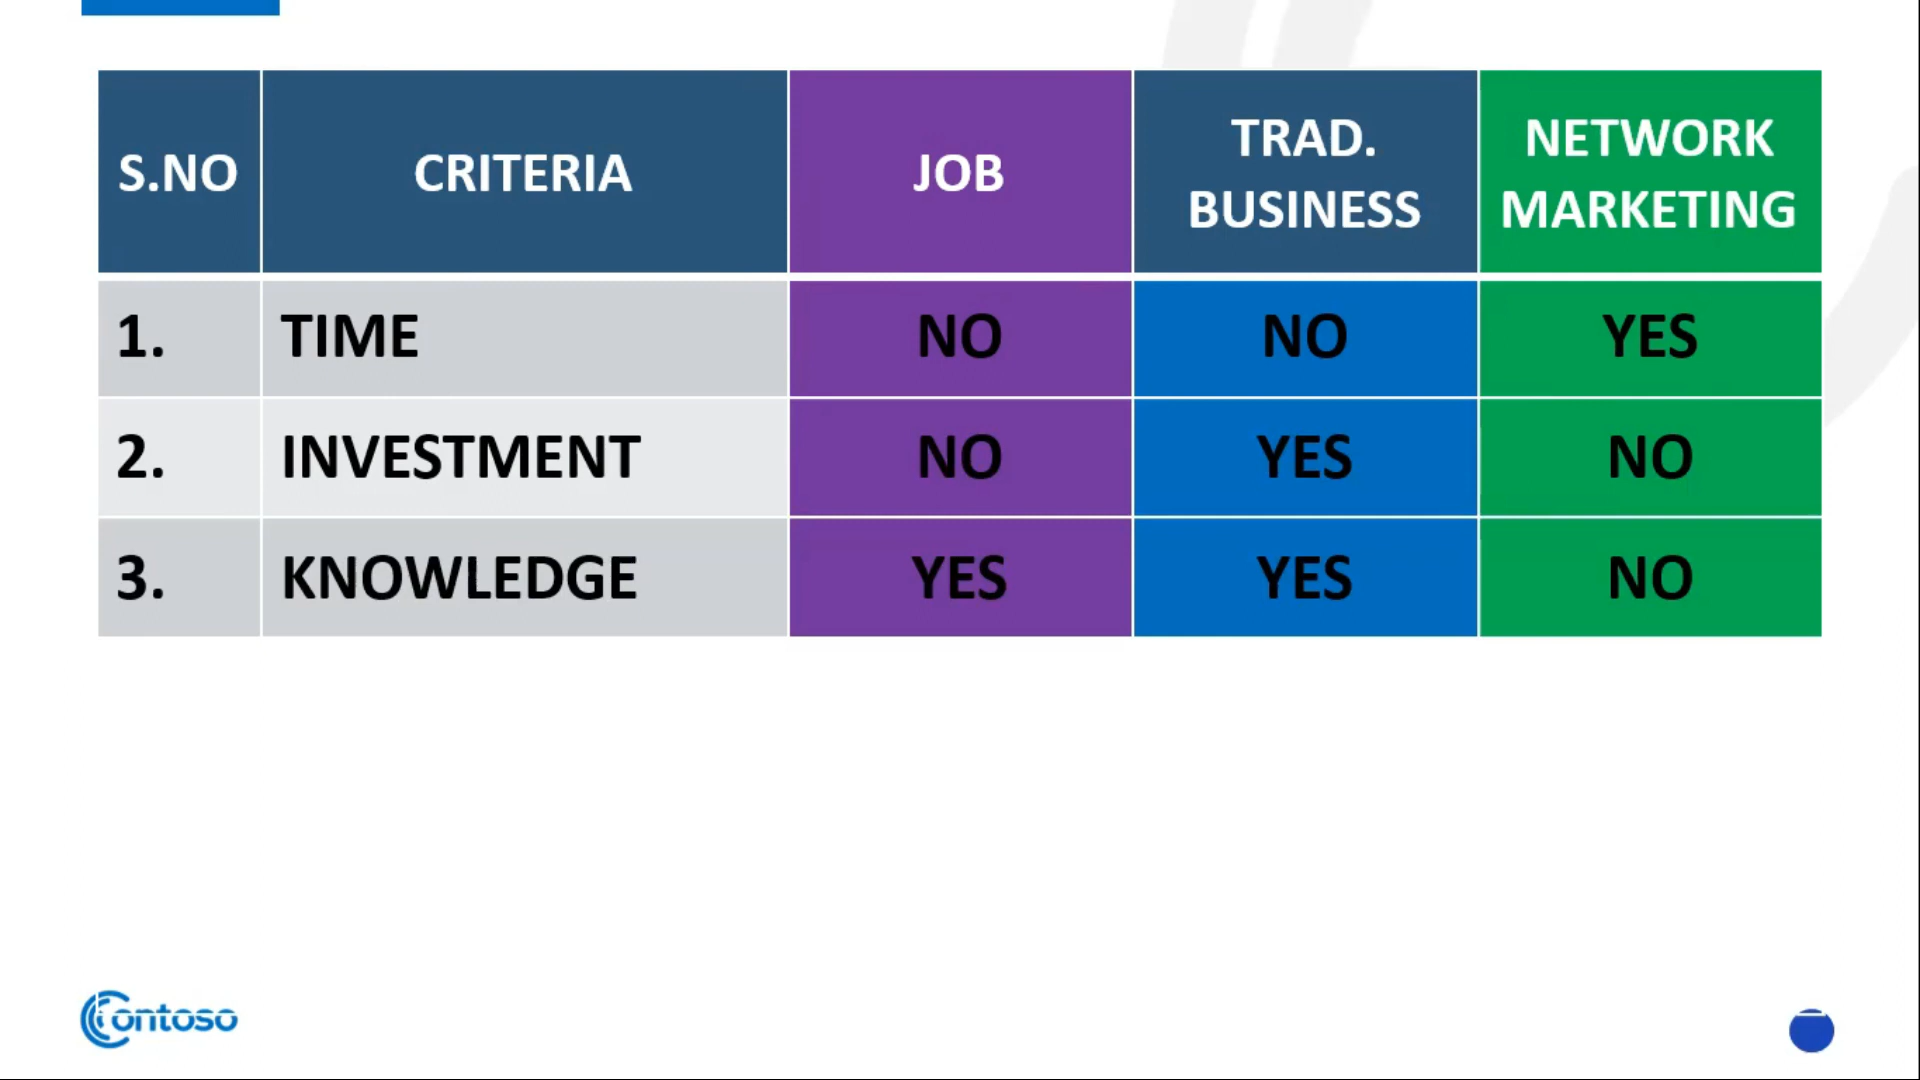 S.NO CRITERIA JOB TRAD. BUSINESS NETWORK MARKETING
1. TIME NO NO YES
2. INVESTMENT NO YES NO
3. KNOWLEDGE YES YES NO
Contoso